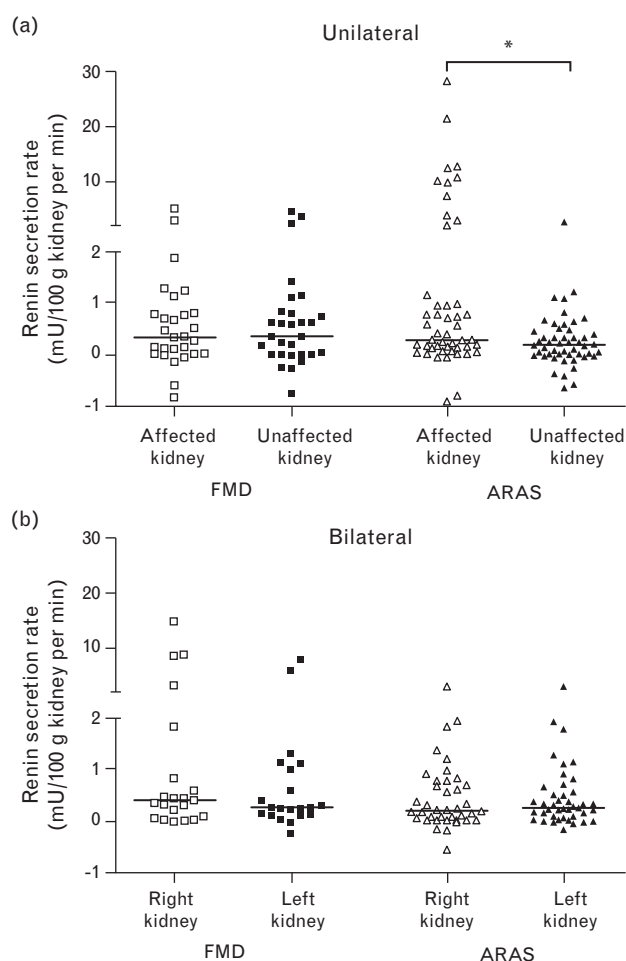 (a)
Unilateral
*
Renin secretion rate
(mU/100 g kidney per min)
30
20
10
2
1
0
-1
Affected
kidney
Unaffected
kidney
Affected
kidney
Unaffected
kidney
FMD
ARAS
(b)
Bilateral
Renin secretion rate
(mU/100 g kidney per min)
30
20
10
2
1
0
-1
Right
kidney
Left
kidney
Right
kidney
Left
kidney
FMD
ARAS